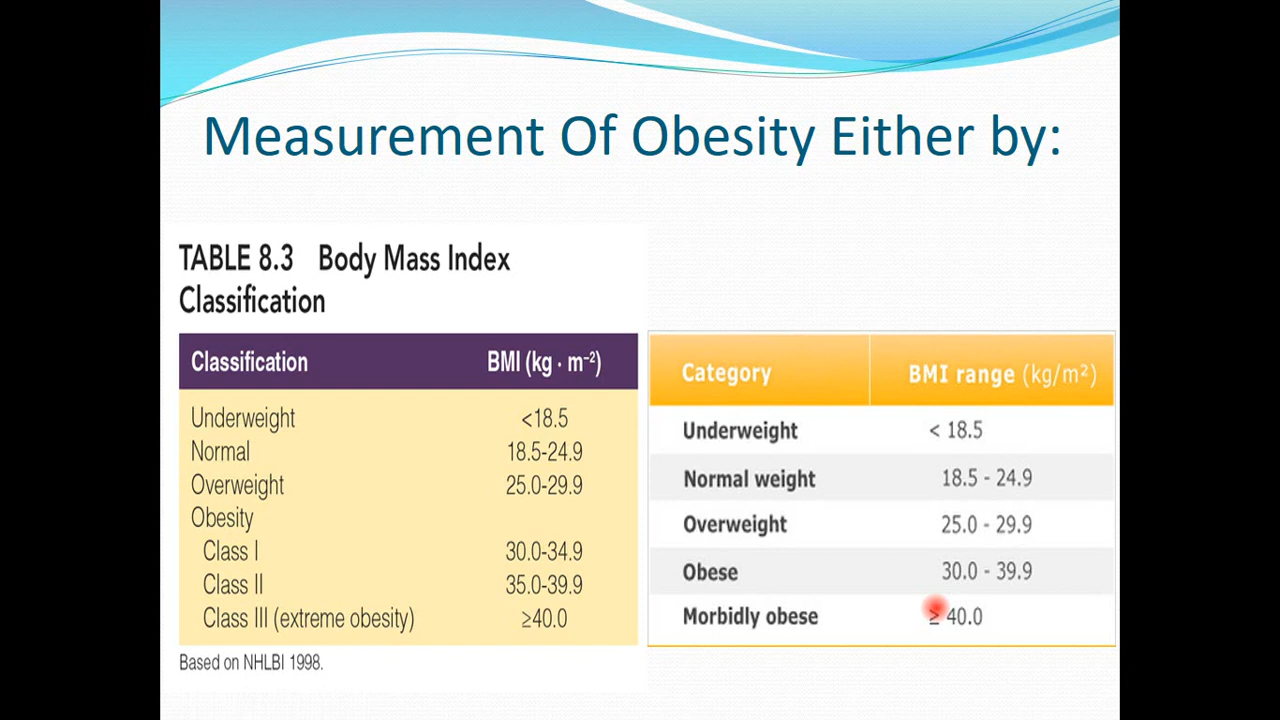 Measurement Of Obesity Either by:
TABLE 8.3 Body Mass Index
Classification
Classification BMI (kg · m⁻²)
Underweight <18.5
Normal 18.5-24.9
Overweight 25.0-29.9
Obesity
Class I 30.0-34.9
Class II 35.0-39.9
Class III (extreme obesity) ≥40.0
Based on NHLBI 1998.
Category BMI range (kg/m²)
Underweight < 18.5
Normal weight 18.5 - 24.9
Overweight 25.0 - 29.9
Obese 30.0 - 39.9
Morbidly obese ≥ 40.0